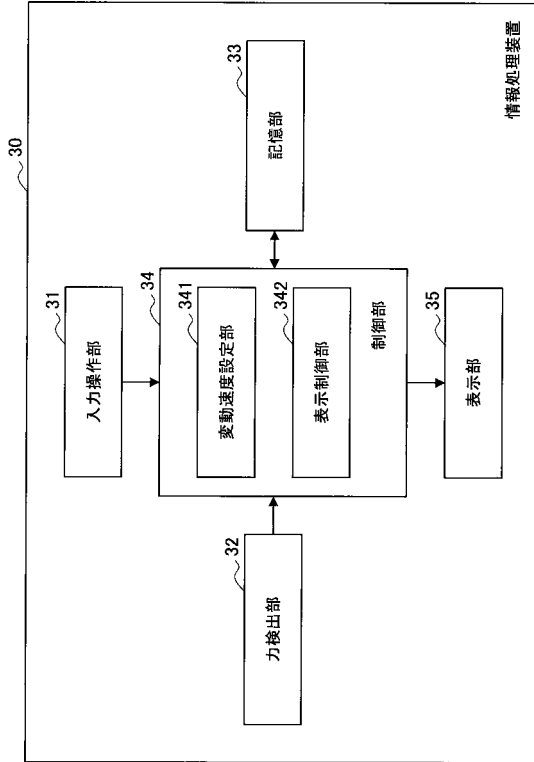 30
情報処理装置
31
入力操作部
32
力検出部
34
制御部
341
変動速度設定部
342
表示制御部
33
記憶部
35
表示部